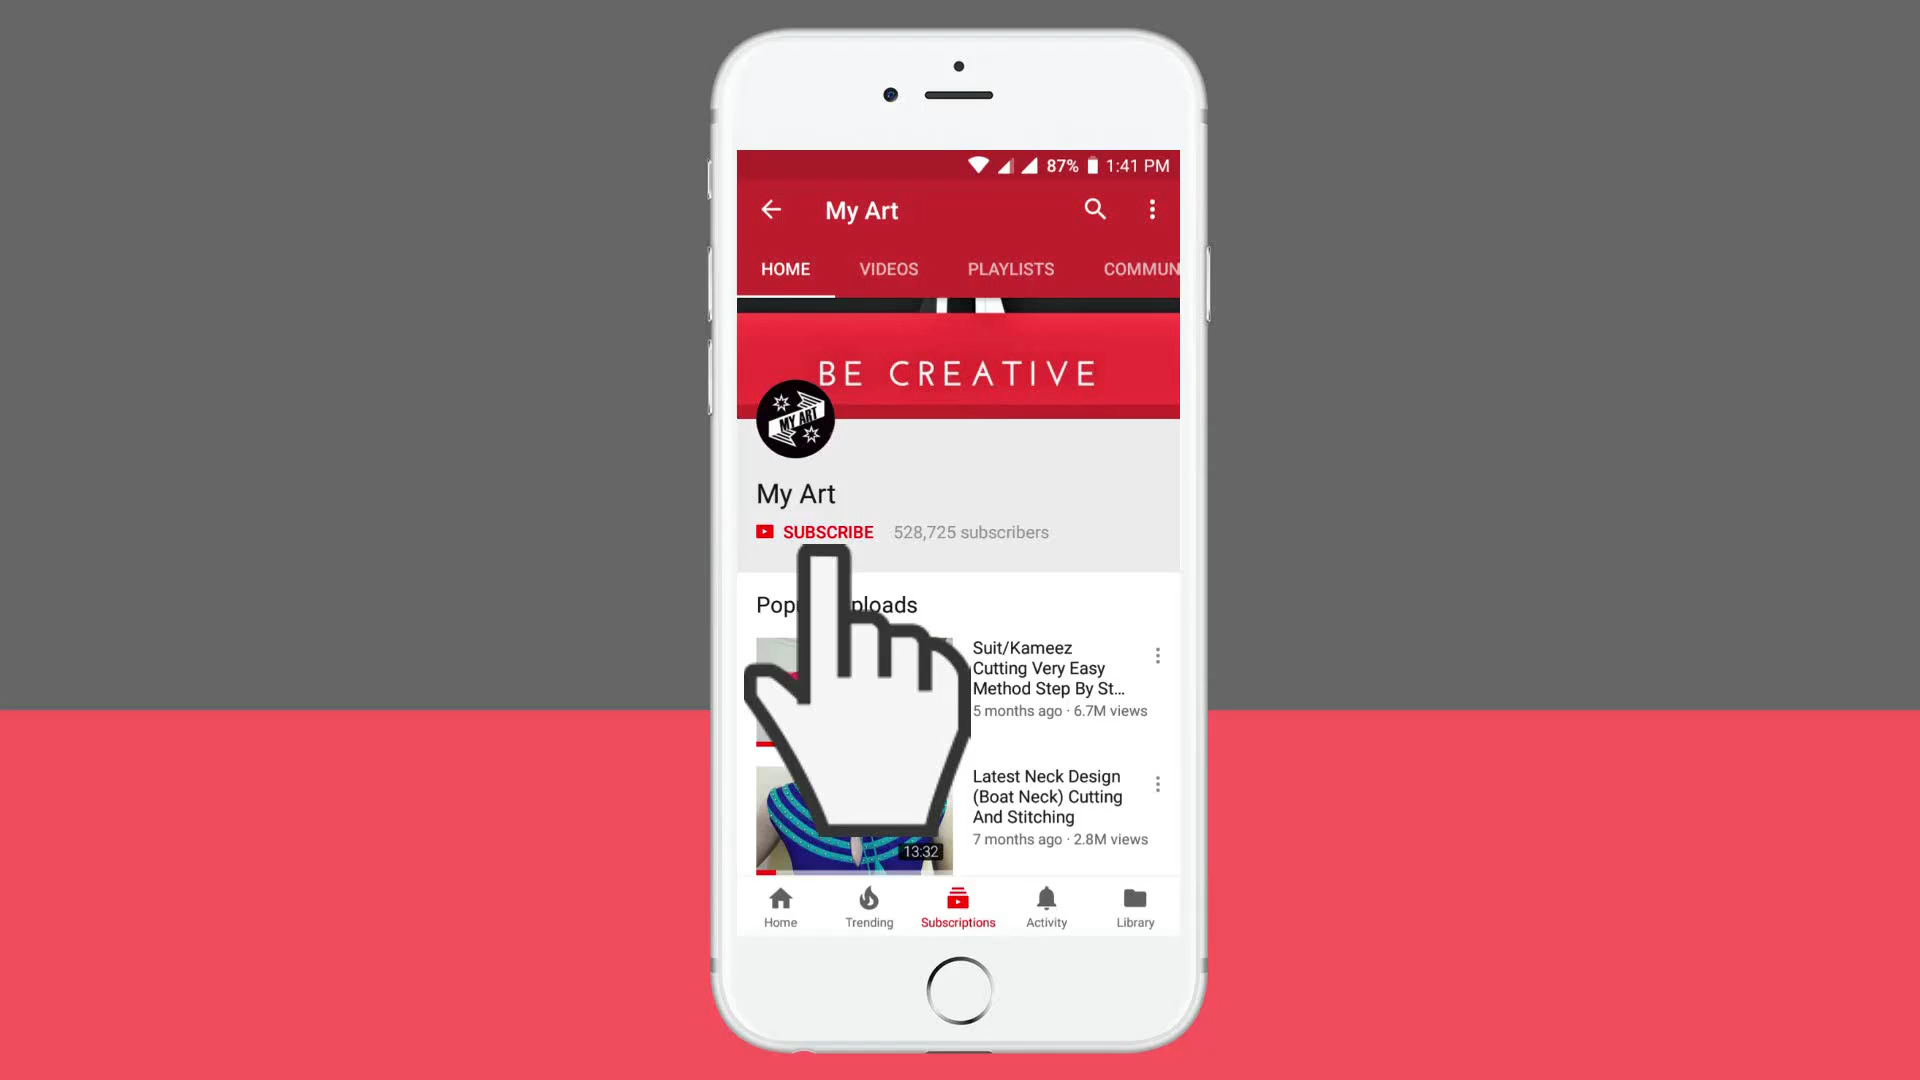 87% 1:41 PM
My Art
HOME VIDEOS PLAYLISTS COMMUN
BE CREATIVE
MY ART
My Art
SUBSCRIBE 528,725 subscribers
Pop ploads
Suit/Kameez
Cutting Very Easy
Method Step By St...
5 months ago · 6.7M views
Latest Neck Design
(Boat Neck) Cutting
And Stitching
7 months ago · 2.8M views
13:32
Home Trending Subscriptions Activity Library